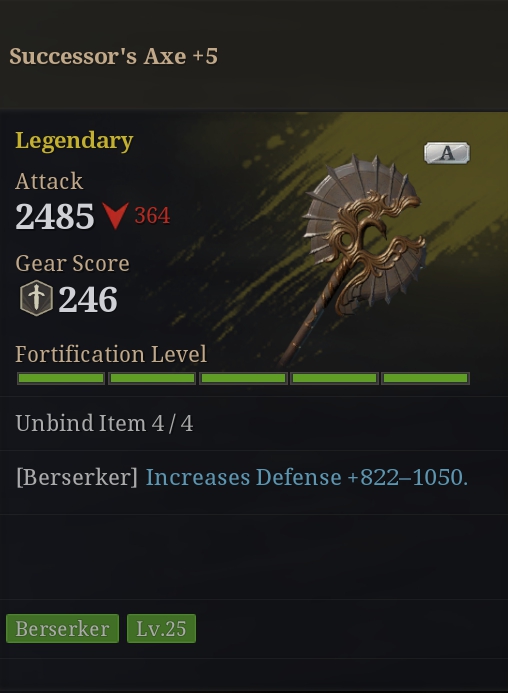 Successor's Axe +5
Legendary
A
Attack
2485 364
Gear Score
246
Fortification Level
Unbind Item 4 / 4
[Berserker] Increases Defense +822–1050.
Berserker Lv.25